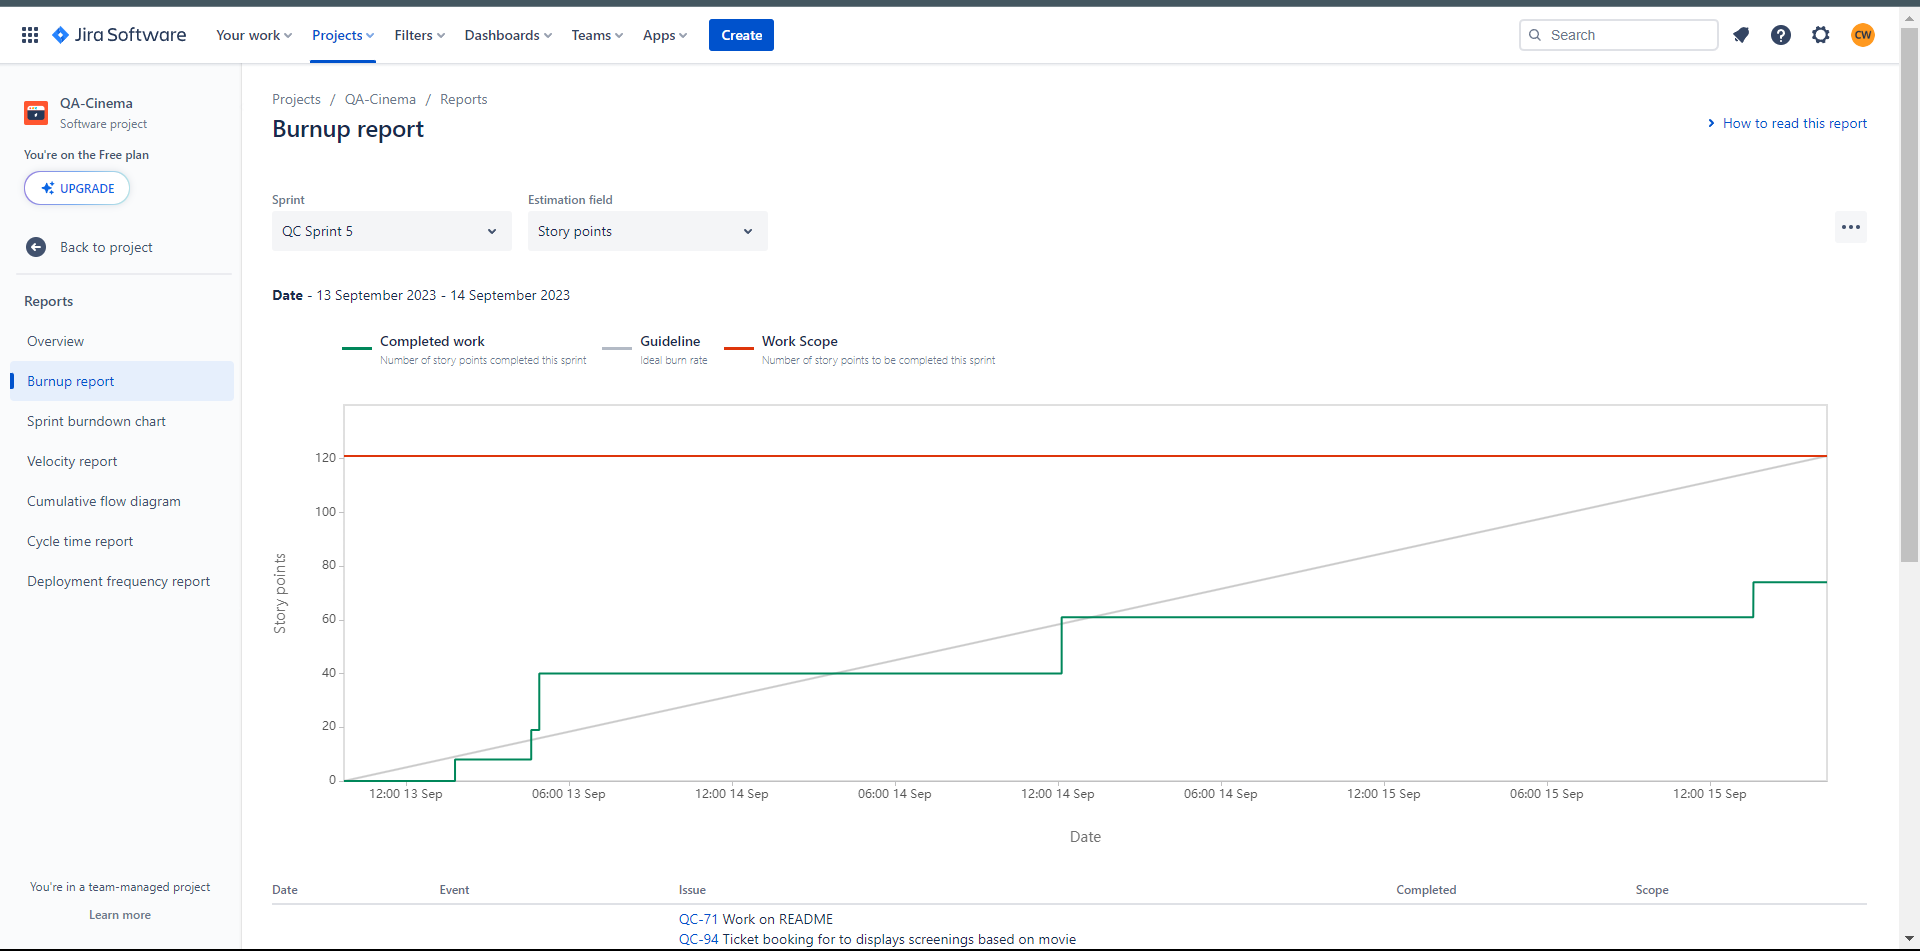 Jira Software
Your work
Projects
Filters
Dashboards
Teams
Apps
Create
Search
CW
QA-Cinema
Software project
You're on the Free plan
UPGRADE
Back to project
Reports
Overview
Burnup report
Sprint burndown chart
Velocity report
Cumulative flow diagram
Cycle time report
Deployment frequency report
You're in a team-managed project
Learn more
Projects / QA-Cinema / Reports
Burnup report
How to read this report
Sprint
QC Sprint 5
Estimation field
Story points
Date - 13 September 2023 - 14 September 2023
Completed work
Number of story points completed this sprint
Guideline
Ideal burn rate
Work Scope
Number of story points to be completed this sprint
Story points
120
100
80
60
40
20
0
12:00 13 Sep
06:00 13 Sep
12:00 14 Sep
06:00 14 Sep
12:00 14 Sep
06:00 14 Sep
12:00 15 Sep
06:00 15 Sep
12:00 15 Sep
Date
Date Event Issue Completed Scope
QC-71 Work on README
QC-94 Ticket booking for to displays screenings based on movie